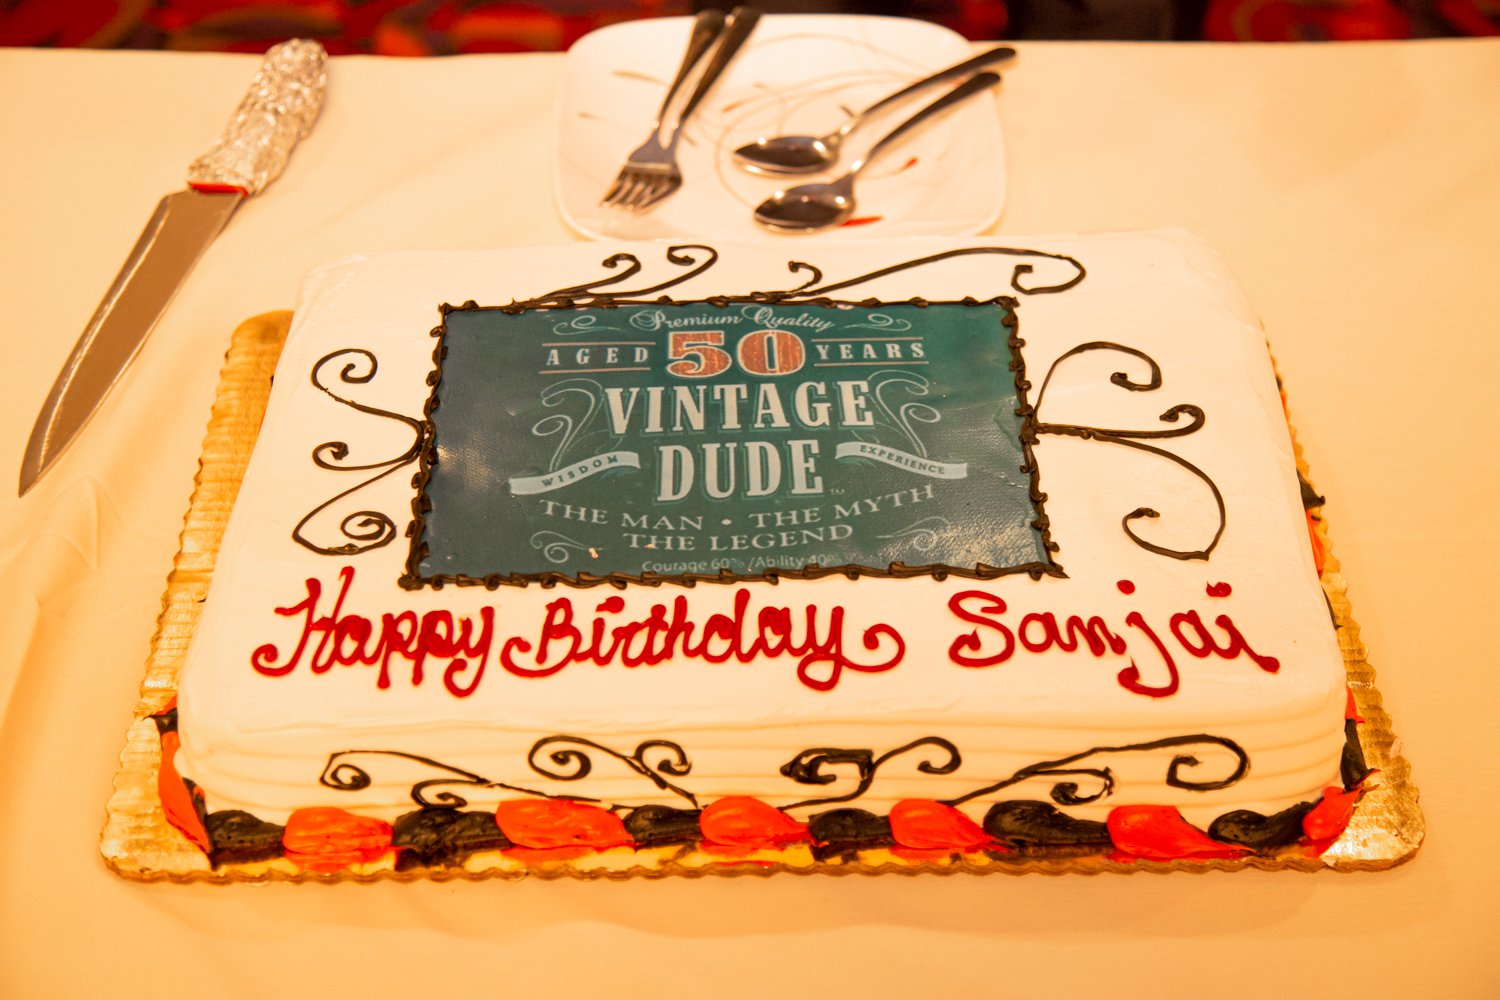 Premium Quality
AGED 50 YEARS
VINTAGE
DUDE™
WISDOM EXPERIENCE
THE MAN • THE MYTH
THE LEGEND
Courage 60% /Ability 40%
Happy Birthday Sanjai